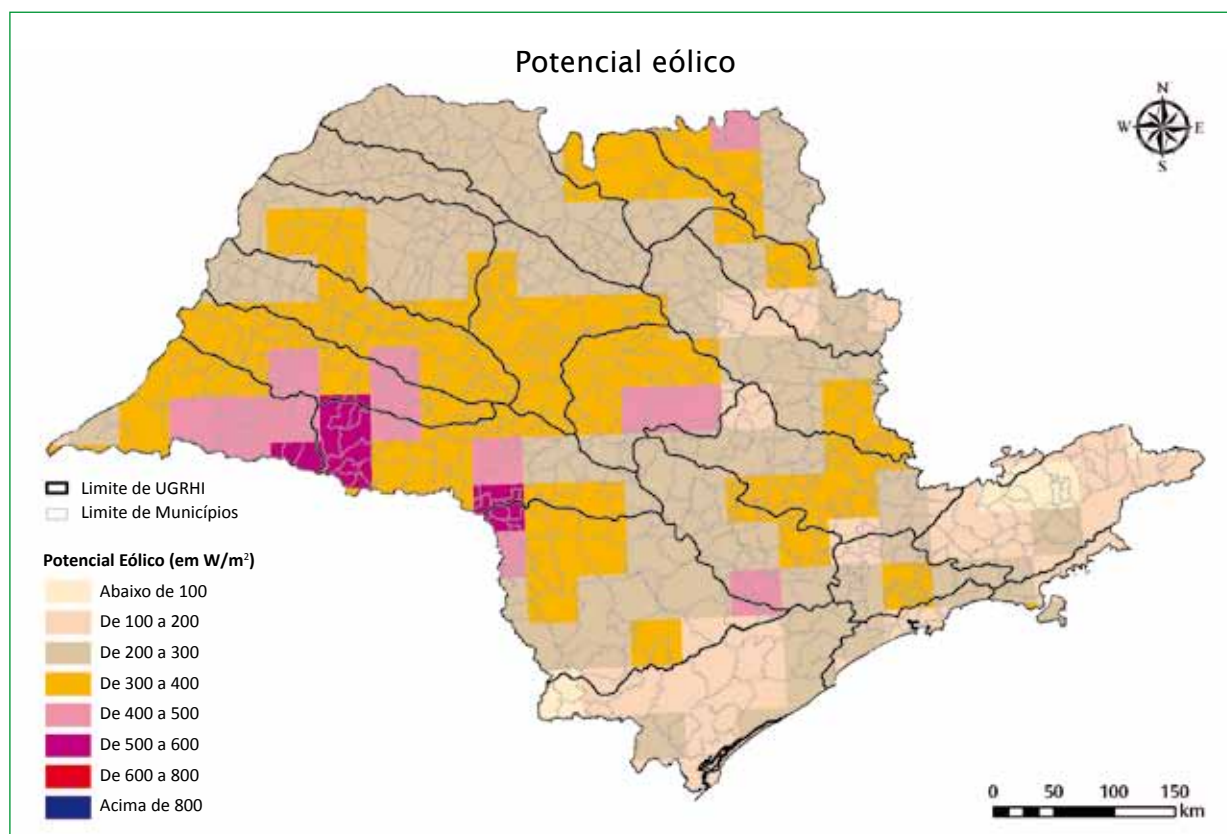 Potencial eólico
N
W E
S
Limite de UGRHI
Limite de Municípios
Potencial Eólico (em W/m²)
Abaixo de 100
De 100 a 200
De 200 a 300
De 300 a 400
De 400 a 500
De 500 a 600
De 600 a 800
Acima de 800
0 50 100 150
km